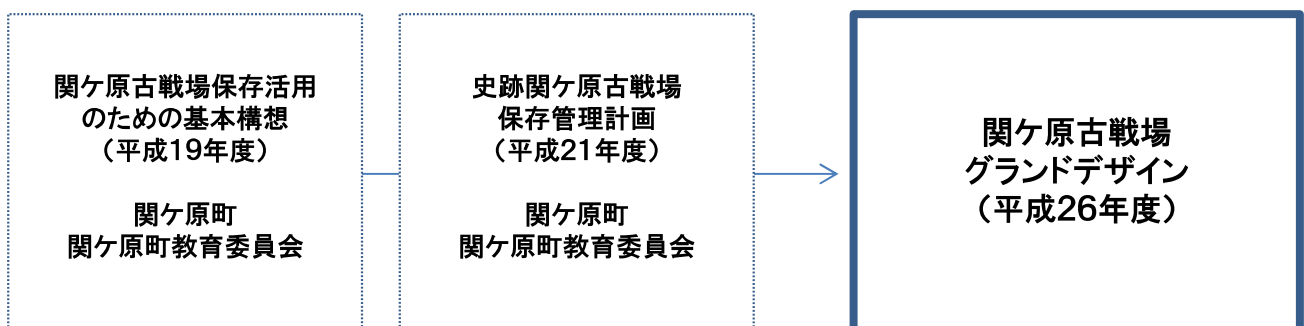 関ケ原古戦場保存活用
のための基本構想
（平成19年度）
関ケ原町
関ケ原町教育委員会
史跡関ケ原古戦場
保存管理計画
（平成21年度）
関ケ原町
関ケ原町教育委員会
関ケ原古戦場
グランドデザイン
（平成26年度）